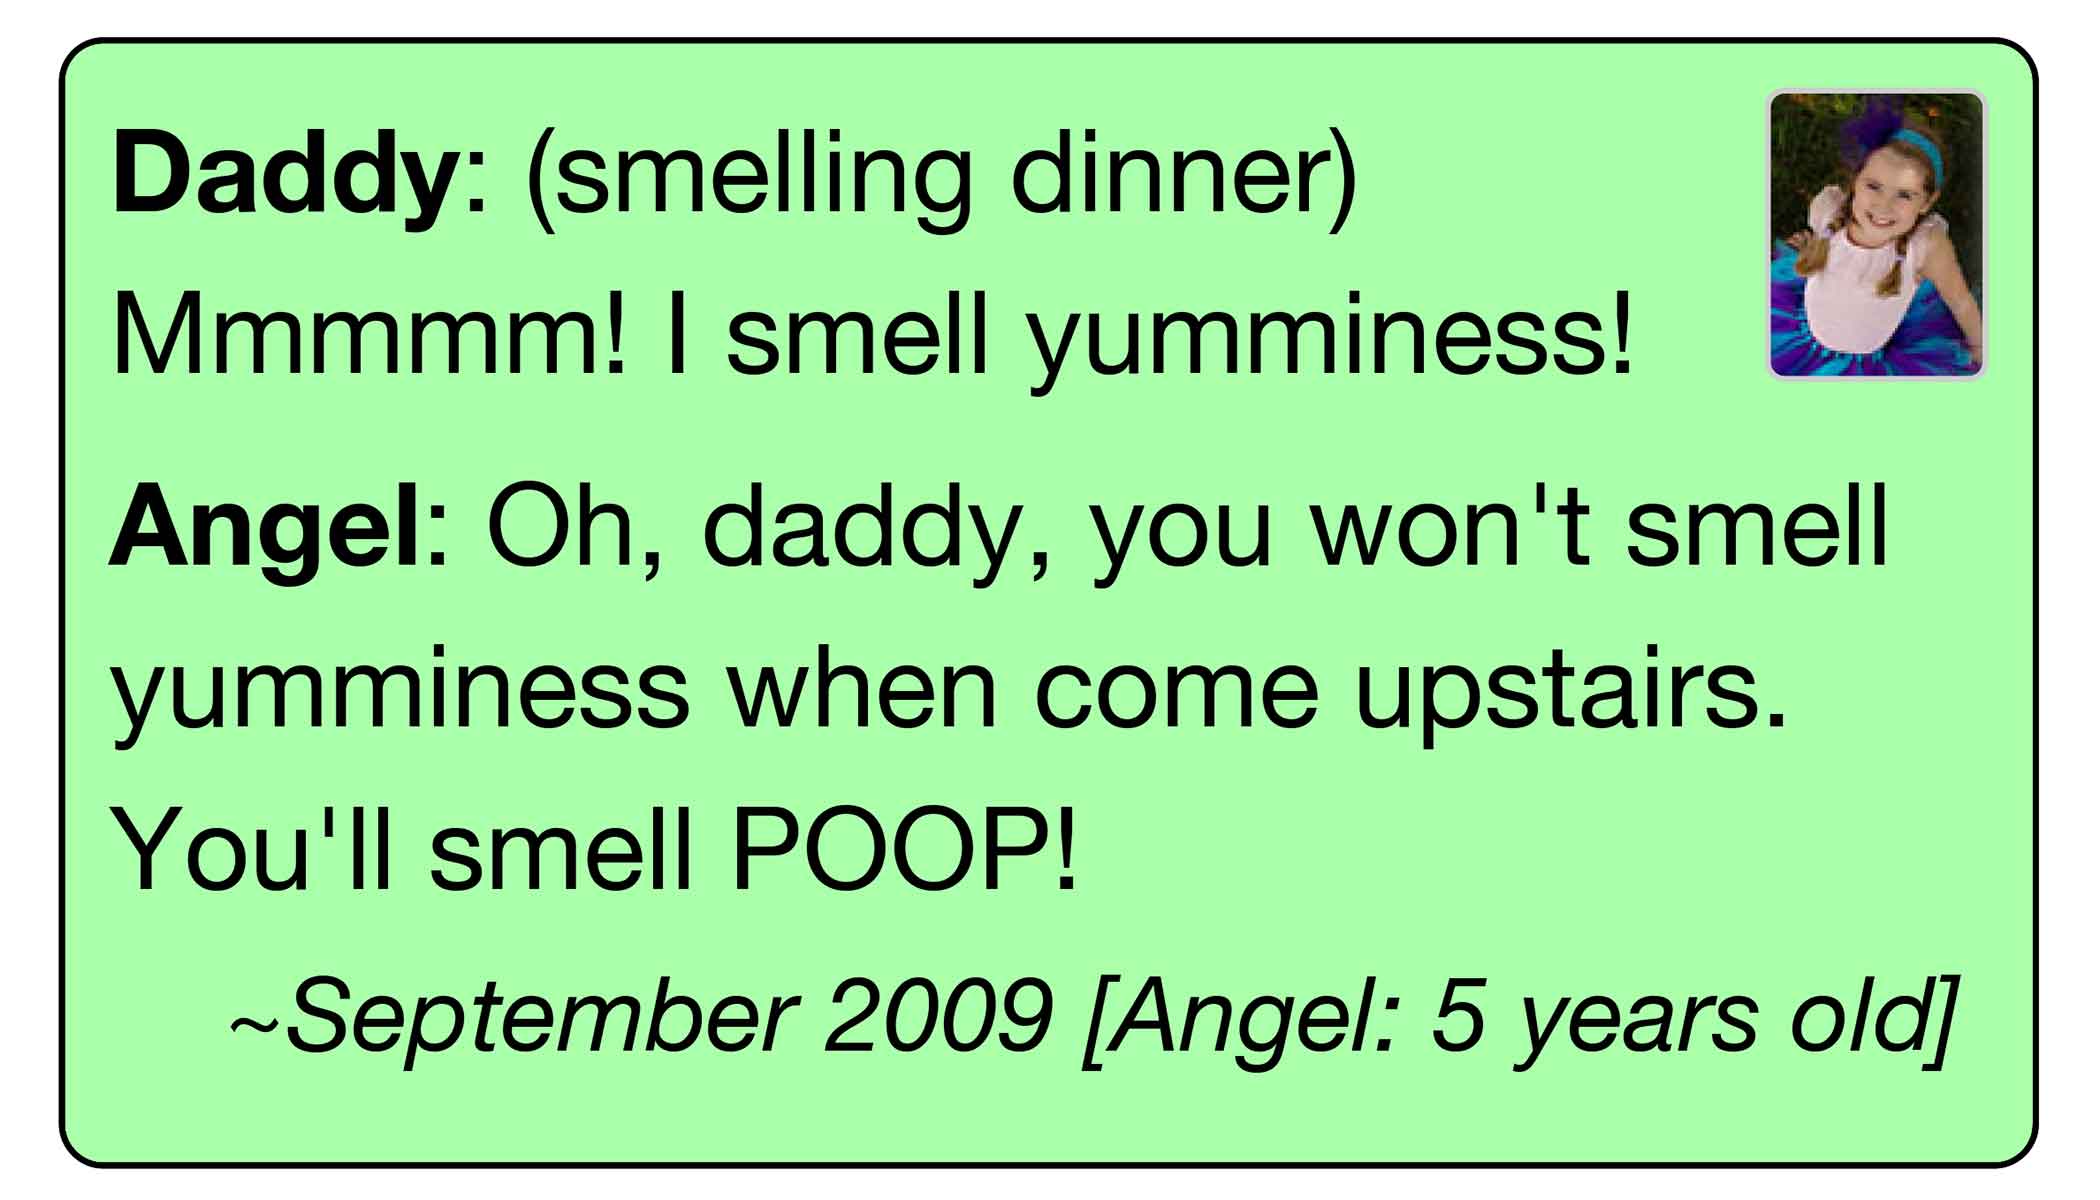 Daddy: (smelling dinner)
Mmmmm! I smell yumminess!
Angel: Oh, daddy, you won't smell
yumminess when come upstairs.
You'll smell POOP!
~September 2009 [Angel: 5 years old]